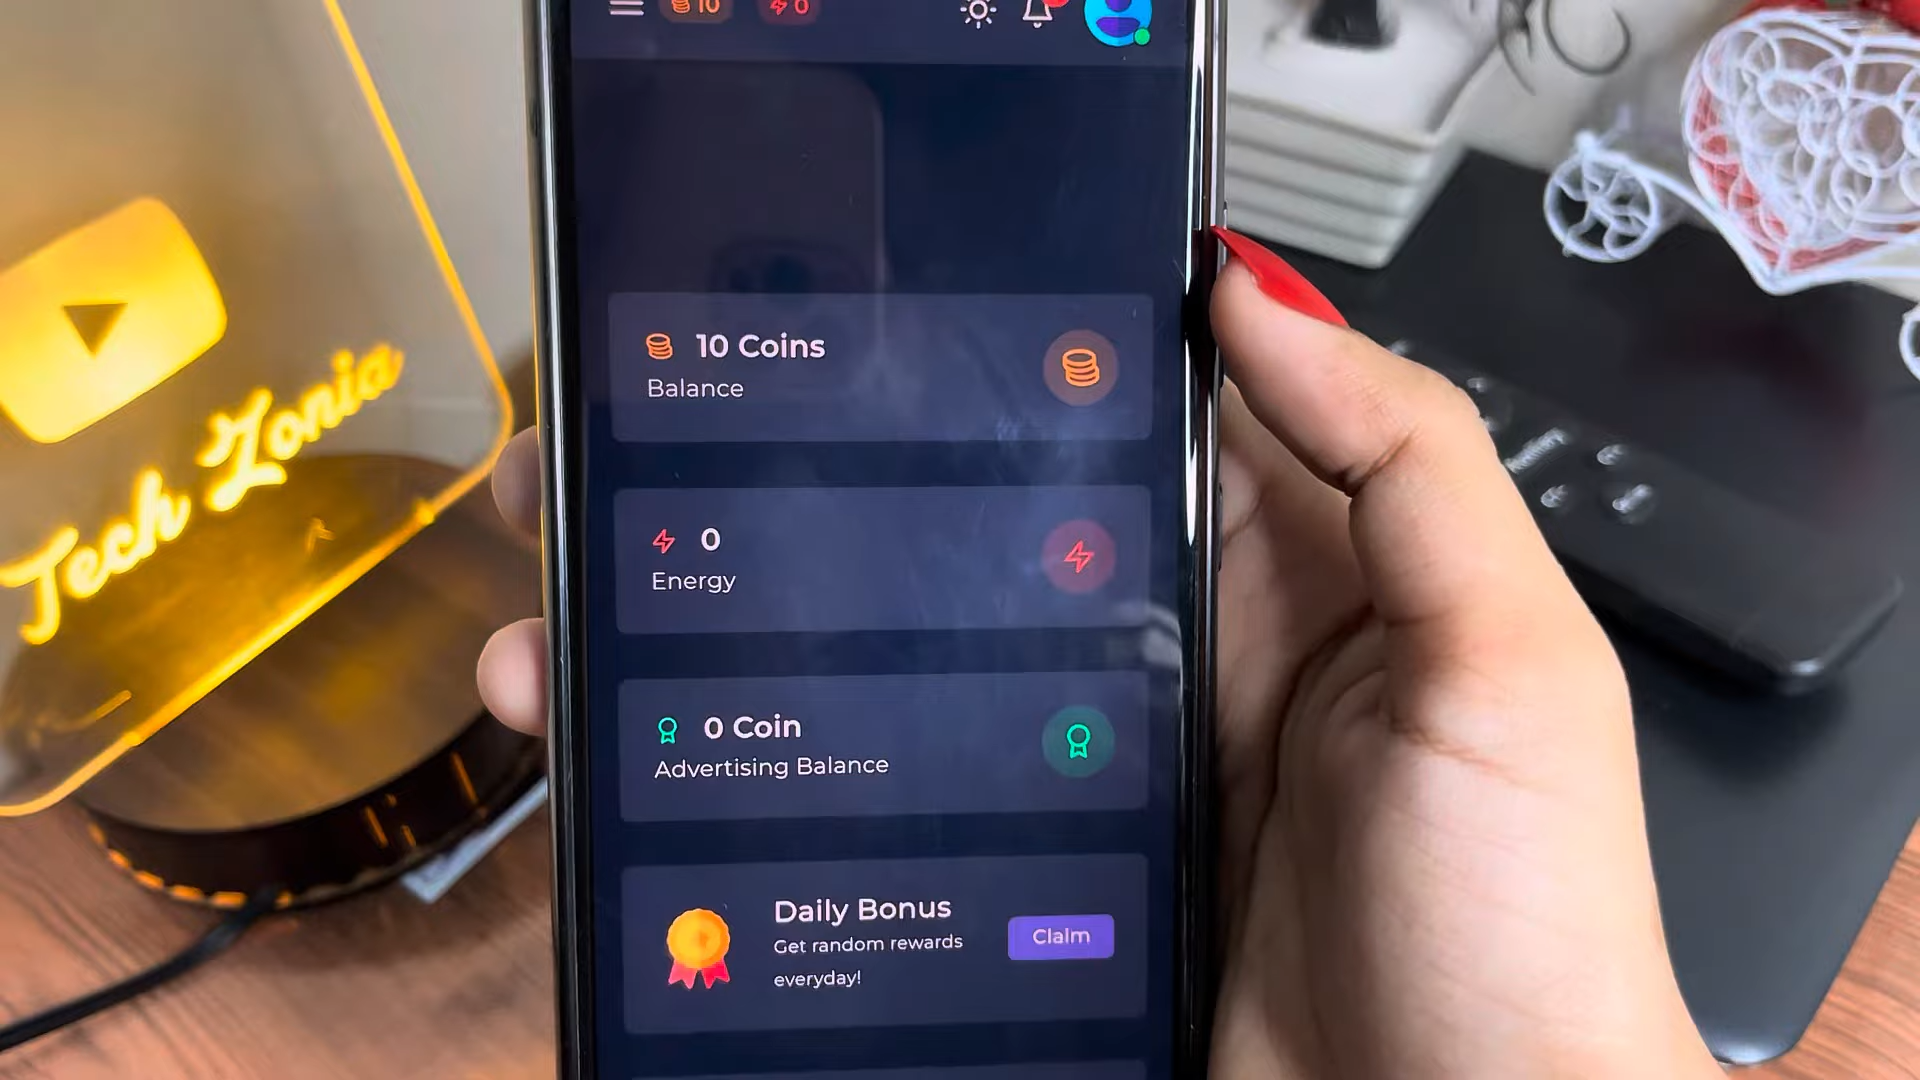 10
0
10 Coins
Balance
0
Energy
0 Coin
Advertising Balance
Daily Bonus
Get random rewards
everyday!
Claim
Tech Zonia